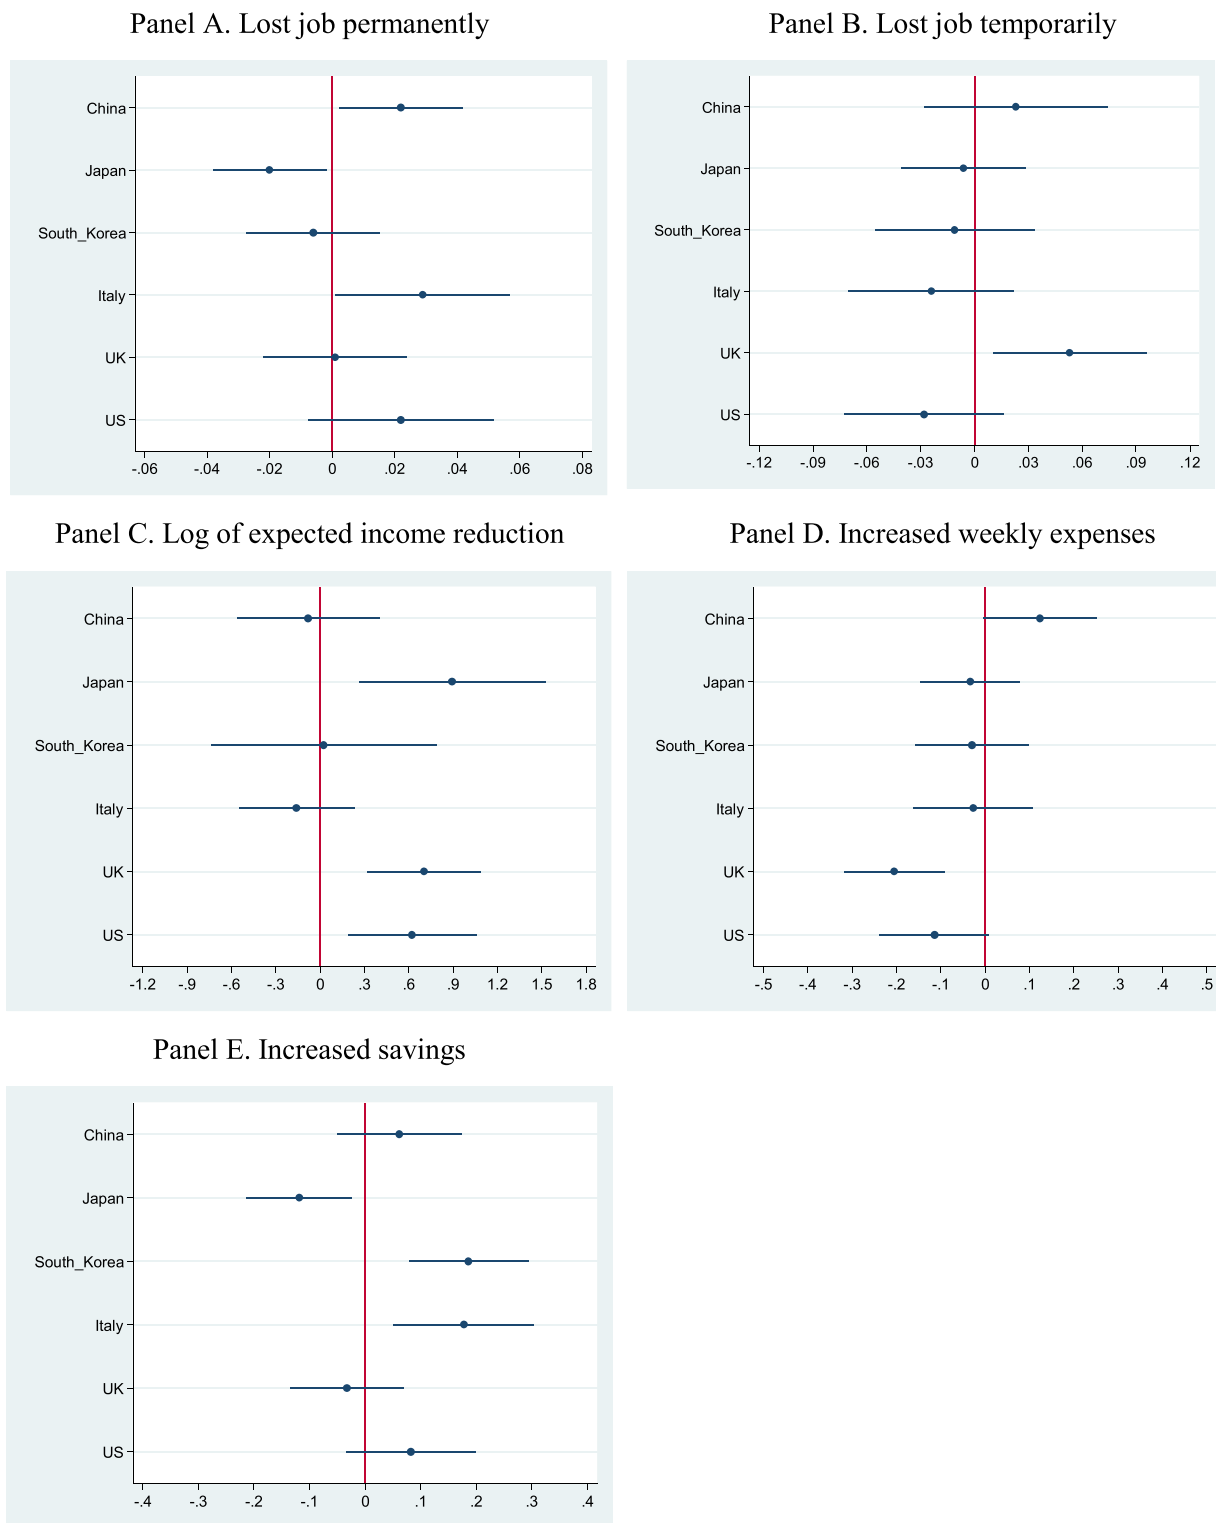 Panel A. Lost job permanently
China
Japan
South_Korea
Italy
UK
US
-.06 -.04 -.02 0 .02 .04 .06 .08
Panel B. Lost job temporarily
China
Japan
South_Korea
Italy
UK
US
-.12 -.09 -.06 -.03 0 .03 .06 .09 .12
Panel C. Log of expected income reduction
China
Japan
South_Korea
Italy
UK
US
-1.2 -.9 -.6 -.3 0 .3 .6 .9 1.2 1.5 1.8
Panel D. Increased weekly expenses
China
Japan
South_Korea
Italy
UK
US
-.5 -.4 -.3 -.2 -.1 0 .1 .2 .3 .4 .5
Panel E. Increased savings
China
Japan
South_Korea
Italy
UK
US
-.4 -.3 -.2 -.1 0 .1 .2 .3 .4